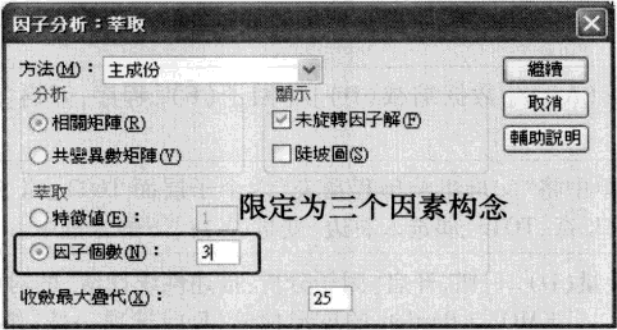 因子分析：萃取
方法(M)：主成份
繼續
分析
顯示
取消
相關矩陣(R)
未旋轉因子解(F)
輔助説明
共變異數矩陣(V)
陡坡圖(S)
萃取
特徵值(E)： 1
限定为三个因素构念
因子個數(N)： 3
收斂最大疊代(X)： 25